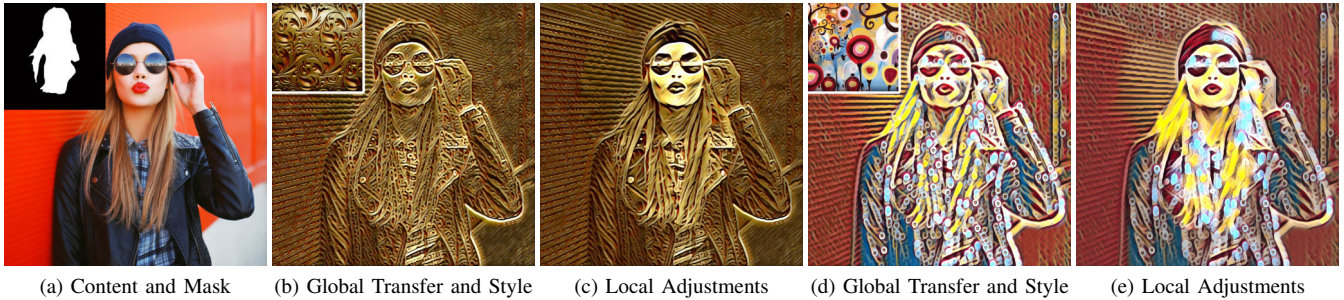 (a) Content and Mask
(b) Global Transfer and Style
(c) Local Adjustments
(d) Global Transfer and Style
(e) Local Adjustments